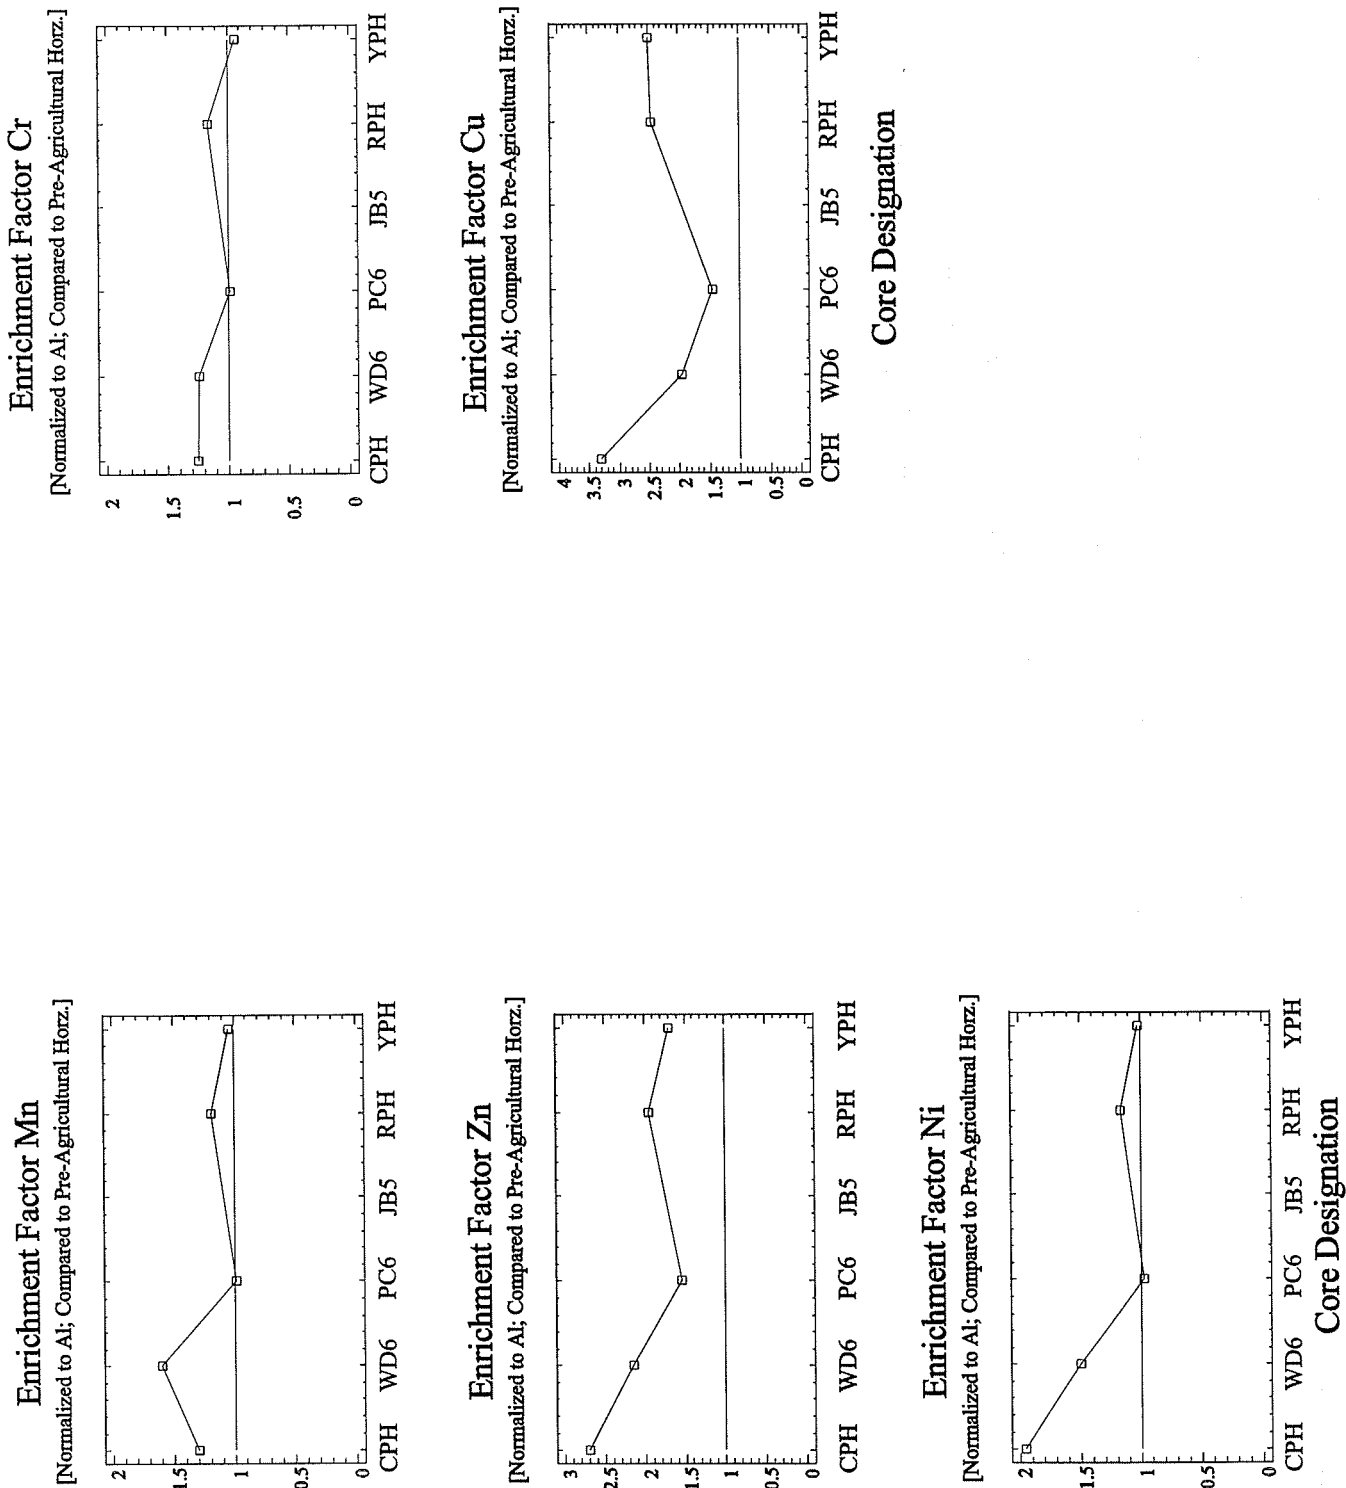 Enrichment Factor Mn
[Normalized to Al; Compared to Pre-Agricultural Horz.]
2
1.5
1
0.5
0
CPH WD6 PC6 JB5 RPH YPH
Enrichment Factor Cr
[Normalized to Al; Compared to Pre-Agricultural Horz.]
2
1.5
1
0.5
0
CPH WD6 PC6 JB5 RPH YPH
Enrichment Factor Zn
[Normalized to Al; Compared to Pre-Agricultural Horz.]
3
2.5
2
1.5
1
0.5
0
CPH WD6 PC6 JB5 RPH YPH
Enrichment Factor Cu
[Normalized to Al; Compared to Pre-Agricultural Horz.]
4
3.5
3
2.5
2
1.5
1
0.5
0
CPH WD6 PC6 JB5 RPH YPH
Core Designation
Enrichment Factor Ni
[Normalized to Al; Compared to Pre-Agricultural Horz.]
2
1.5
1
0.5
0
CPH WD6 PC6 JB5 RPH YPH
Core Designation